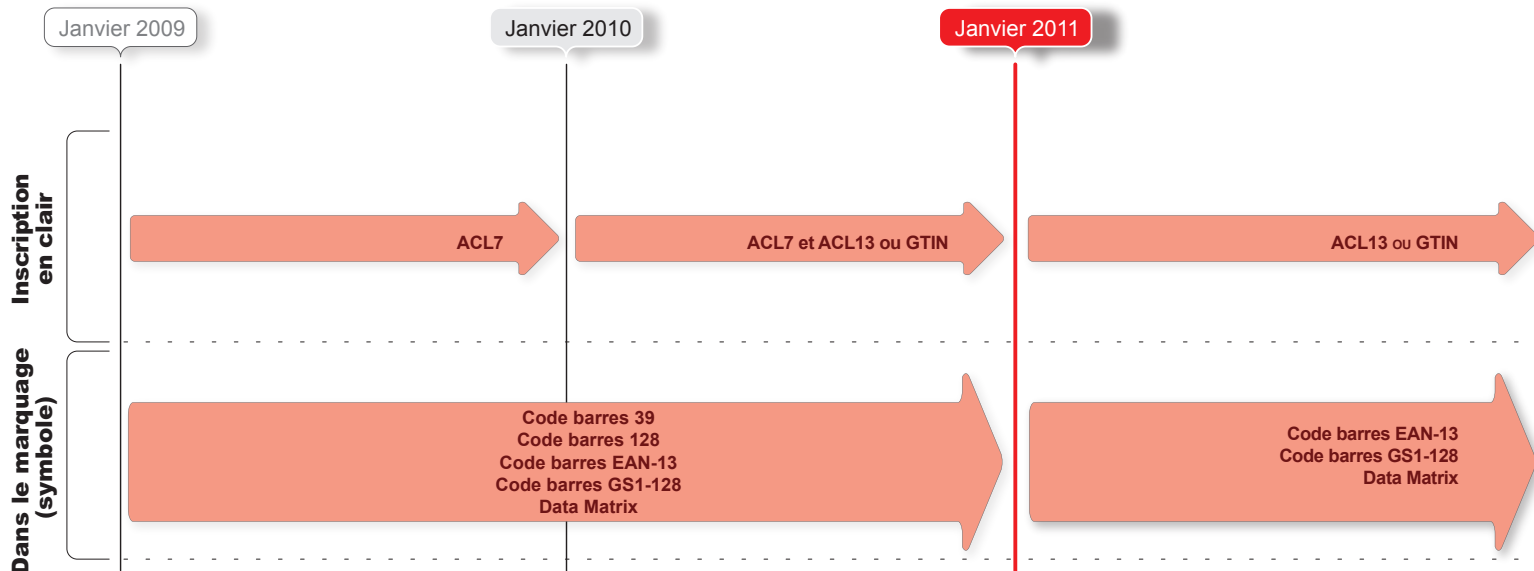 Janvier 2009
Janvier 2010
Janvier 2011
Inscription
en clair
ACL7
ACL7 et ACL13 ou GTIN
ACL13 OU GTIN
Dans le marquage
(symbole)
Code barres 39
Code barres 128
Code barres EAN-13
Code barres GS1-128
Data Matrix
Code barres EAN-13
Code barres GS1-128
Data Matrix